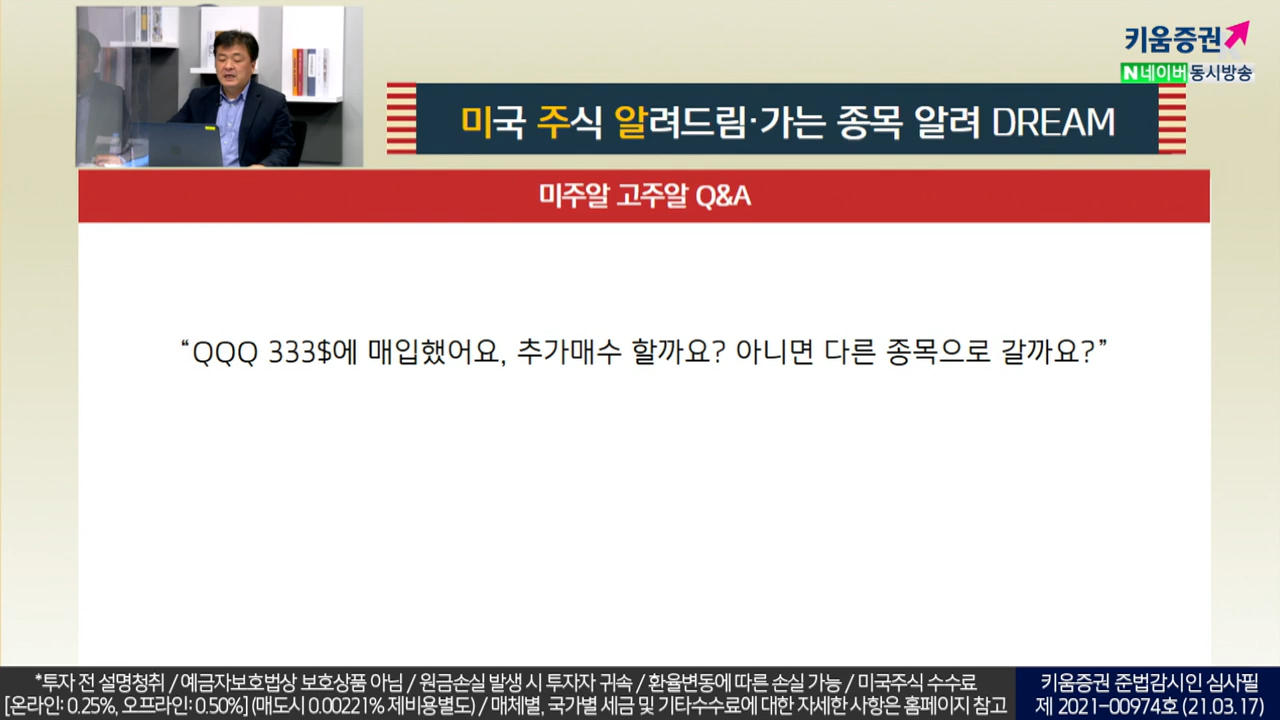 키움증권
N 네이버 동시방송
미국 주식 알려드림·가는 종목 알려 DREAM
미주알 고주알 Q&A
“QQQ 333$에 매입했어요, 추가매수 할까요? 아니면 다른 종목으로 갈까요?”
*투자 전 설명청취 / 예금자보호법상 보호상품 아님 / 원금손실 발생 시 투자자 귀속 / 환율변동에 따른 손실 가능 / 미국주식 수수료
[온라인: 0.25%, 오프라인: 0.50%] (매도시 0.00221% 제비용별도) / 매체별, 국가별 세금 및 기타수수료에 대한 자세한 사항은 홈페이지 참고
키움증권 준법감시인 심사필
제 2021-00974호 (21.03.17)